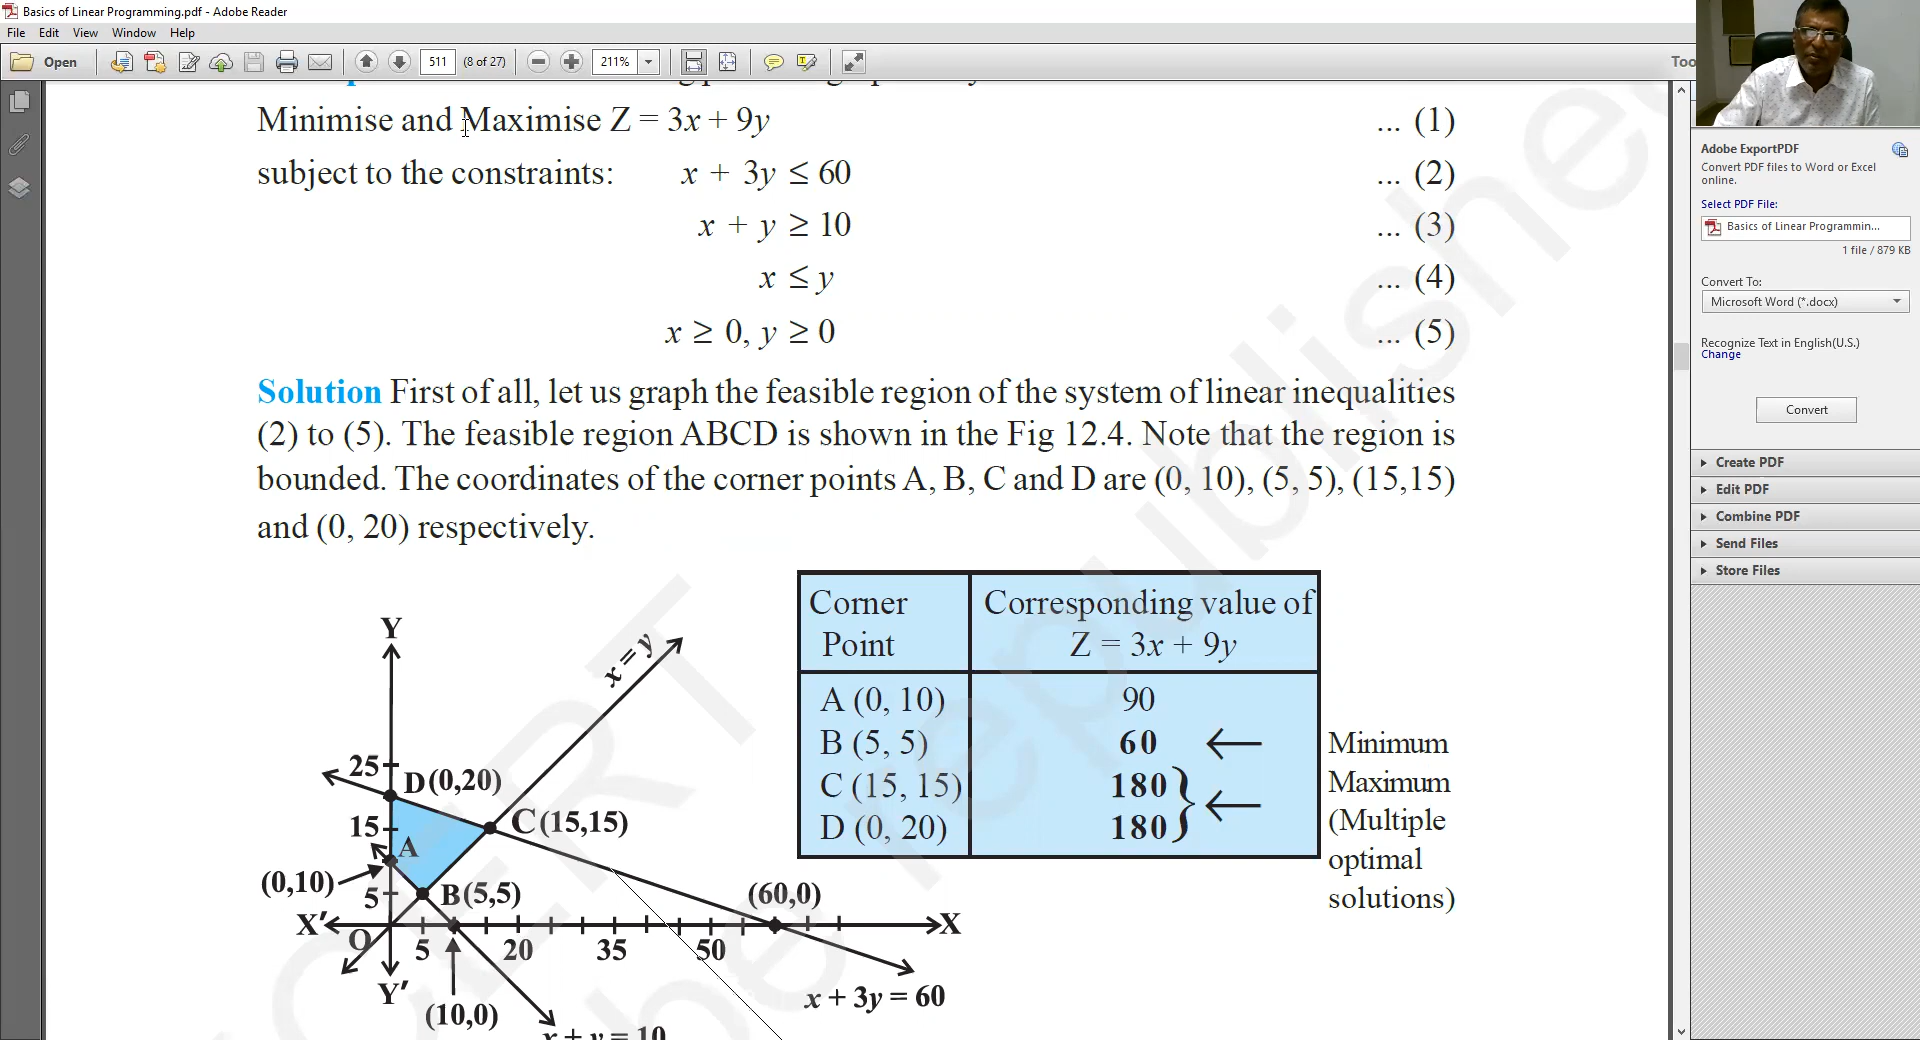 Basics of Linear Programming.pdf - Adobe Reader
File Edit View Window Help
Open 511 (8 of 27) 211% Too
Minimise and Maximise Z = 3x + 9y ... (1)
subject to the constraints: x + 3y ≤ 60 ... (2)
x + y ≥ 10 ... (3)
x ≤ y ... (4)
x ≥ 0, y ≥ 0 ... (5)
Solution First of all, let us graph the feasible region of the system of linear inequalities
(2) to (5). The feasible region ABCD is shown in the Fig 12.4. Note that the region is
bounded. The coordinates of the corner points A, B, C and D are (0, 10), (5, 5), (15,15)
and (0, 20) respectively.
Corner Point
Corresponding value of Z = 3x + 9y
A (0, 10) 90
B (5, 5) 60 ← Minimum
C (15, 15) 180
D (0, 20) 180
} ← Maximum
(Multiple
optimal
solutions)
Y
x = y
25
D (0,20)
15
C (15,15)
A
(0,10)
5
B (5,5)
(60,0)
X′
O
X
5 20 35 50
Y′
(10,0)
x + 3y = 60
x + y = 10
Adobe ExportPDF
Convert PDF files to Word or Excel
online.
Select PDF File:
Basics of Linear Programmin...
1 file / 879 KB
Convert To:
Microsoft Word (*.docx)
Recognize Text in English(U.S.)
Change
Convert
Create PDF
Edit PDF
Combine PDF
Send Files
Store Files